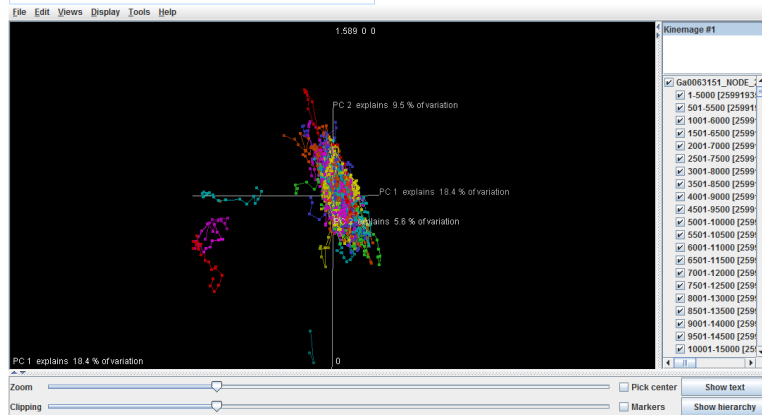 File Edit Views Display Tools Help
1.589 0 0
PC 2 explains 9.5 % of variation
PC 1 explains 18.4 % of variation
explains 5.6 % of variation
PC 1 explains 18.4 % of variation
0
Kinemage #1
Ga0063151_NODE_
1-5000 [2599193
501-5500 [25991
1001-6000 [2599
1501-6500 [2599
2001-7000 [2599
2501-7500 [2599
3001-8000 [2599
3501-8500 [2599
4001-9000 [2599
4501-9500 [2599
5001-10000 [259
5501-10500 [259
6001-11000 [259
6501-11500 [259
7001-12000 [259
7501-12500 [259
8001-13000 [259
8501-13500 [259
9001-14000 [259
9501-14500 [259
10001-15000 [25
Zoom
Pick center
Show text
Clipping
Markers
Show hierarchy